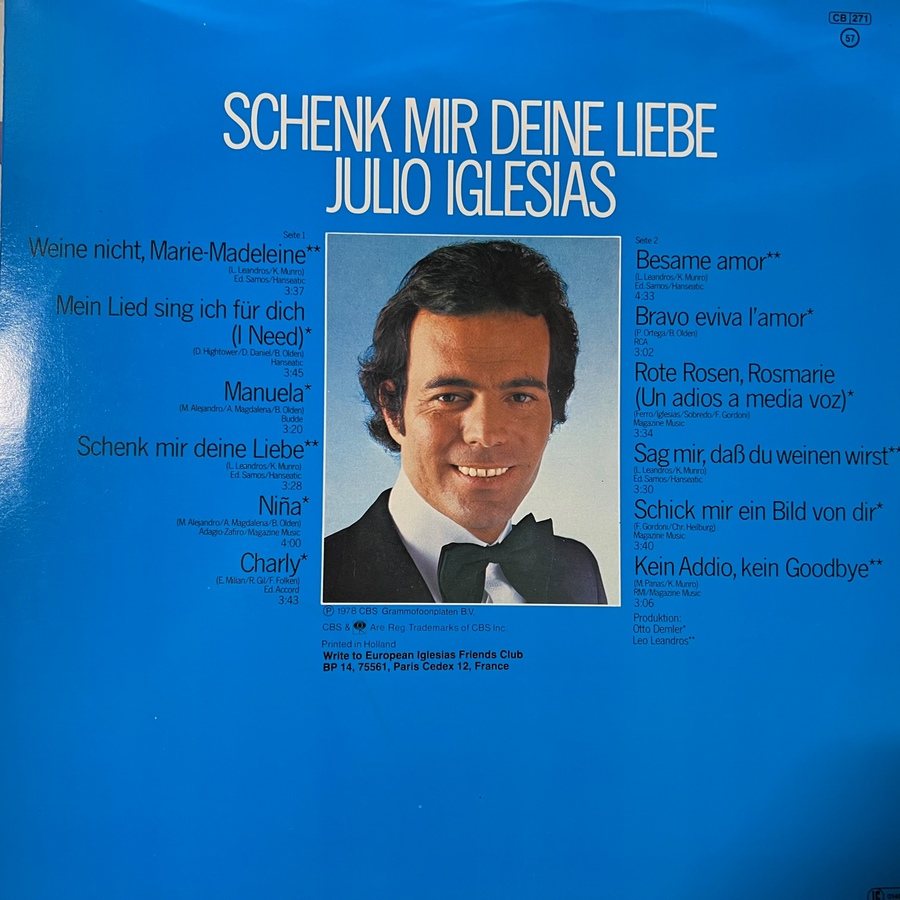 CB 271
57
SCHENK MIR DEINE LIEBE
JULIO IGLESIAS
Seite 1
Weine nicht, Marie-Madeleine**
(L. Leandros/K. Munro)
Ed. Samos/Hanseatic
3:37
Mein Lied sing ich für dich
(I Need)*
(D. Hightower/D. Daniel/B. Olden)
Hanseatic
3:45
Manuela*
(M. Alejandro/A. Magdalena/B. Olden)
Budde
3:20
Schenk mir deine Liebe**
(L. Leandros/K. Munro)
Ed. Samos/Hanseatic
3:28
Niña*
(M. Alejandro/A. Magdalena/B. Olden)
Adagio-Zafiro/Magazine Music
4:00
Charly*
(E. Milian/R. Gil/F. Folken)
Ed. Accord
3:43
Seite 2
Besame amor**
(L. Leandros/K. Munro)
Ed. Samos/Hanseatic
4:33
Bravo eviva l'amor*
(P. Ortega/B. Olden)
RCA
3:02
Rote Rosen, Rosmarie
(Un adios a media voz)*
(Ferro/Iglesias/Sobredo/F. Gordoni)
Magazine Music
3:34
Sag mir, daß du weinen wirst**
(L. Leandros/K. Munro)
Ed. Samos/Hanseatic
3:30
Schick mir ein Bild von dir*
(F. Gordoni/Chr. Heilburg)
Magazine Music
3:40
Kein Addio, kein Goodbye**
(M. Panas/K. Munro)
RMI/Magazine Music
3:06
Produktion:
Otto Demler*
Leo Leandros**
℗ 1978 CBS Grammofoonplaten B.V.
CBS & Are Reg. Trademarks of CBS Inc.
Printed in Holland
Write to European Iglesias Friends Club
BP 14, 75561, Paris Cedex 12, France